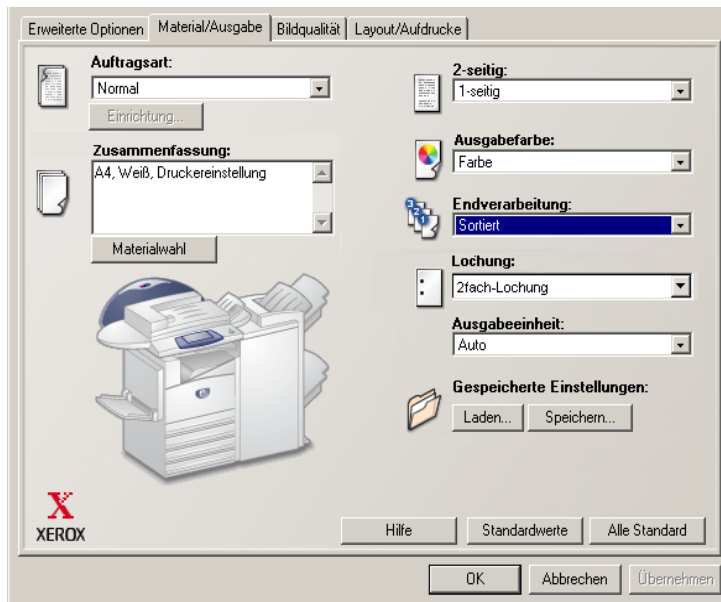 Erweiterte Optionen
Material/Ausgabe
Bildqualität
Layout/Aufdrucke
Auftragsart:
Normal
Einrichtung...
Zusammenfassung:
A4, Weiß, Druckereinstellung
Materialwahl
2-seitig:
1-seitig
Ausgabefarbe:
Farbe
Endverarbeitung:
Sortiert
Lochung:
2fach-Lochung
Ausgabeeinheit:
Auto
Gespeicherte Einstellungen:
Laden...
Speichern...
X
XEROX
Hilfe
Standardwerte
Alle Standard
OK
Abbrechen
Übernehmen